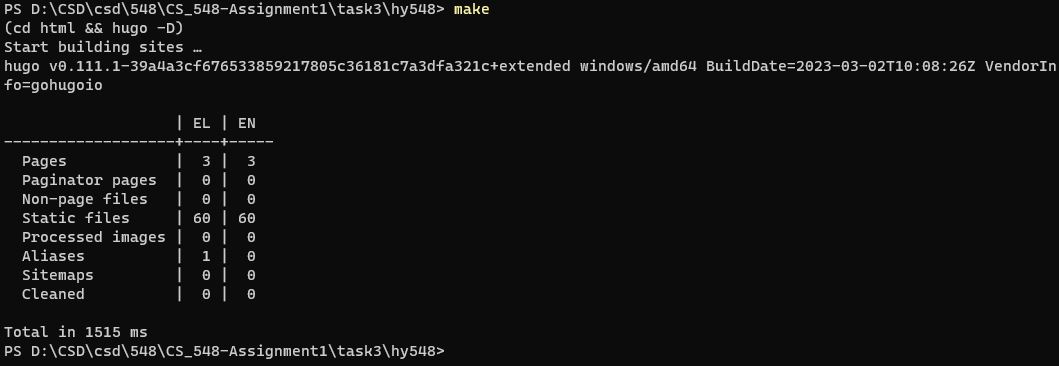 PS D:\CSD\csd\548\CS_548-Assignment1\task3\hy548> make
(cd html && hugo -D)
Start building sites …
hugo v0.111.1-39a4a3cf676533859217805c36181c7a3dfa321c+extended windows/amd64 BuildDate=2023-03-02T10:08:26Z VendorIn
fo=gohugoio
                   | EL | EN
-------------------+----+-----
  Pages            |  3 |  3
  Paginator pages  |  0 |  0
  Non-page files   |  0 |  0
  Static files     | 60 | 60
  Processed images |  0 |  0
  Aliases          |  1 |  0
  Sitemaps         |  0 |  0
  Cleaned          |  0 |  0
Total in 1515 ms
PS D:\CSD\csd\548\CS_548-Assignment1\task3\hy548>